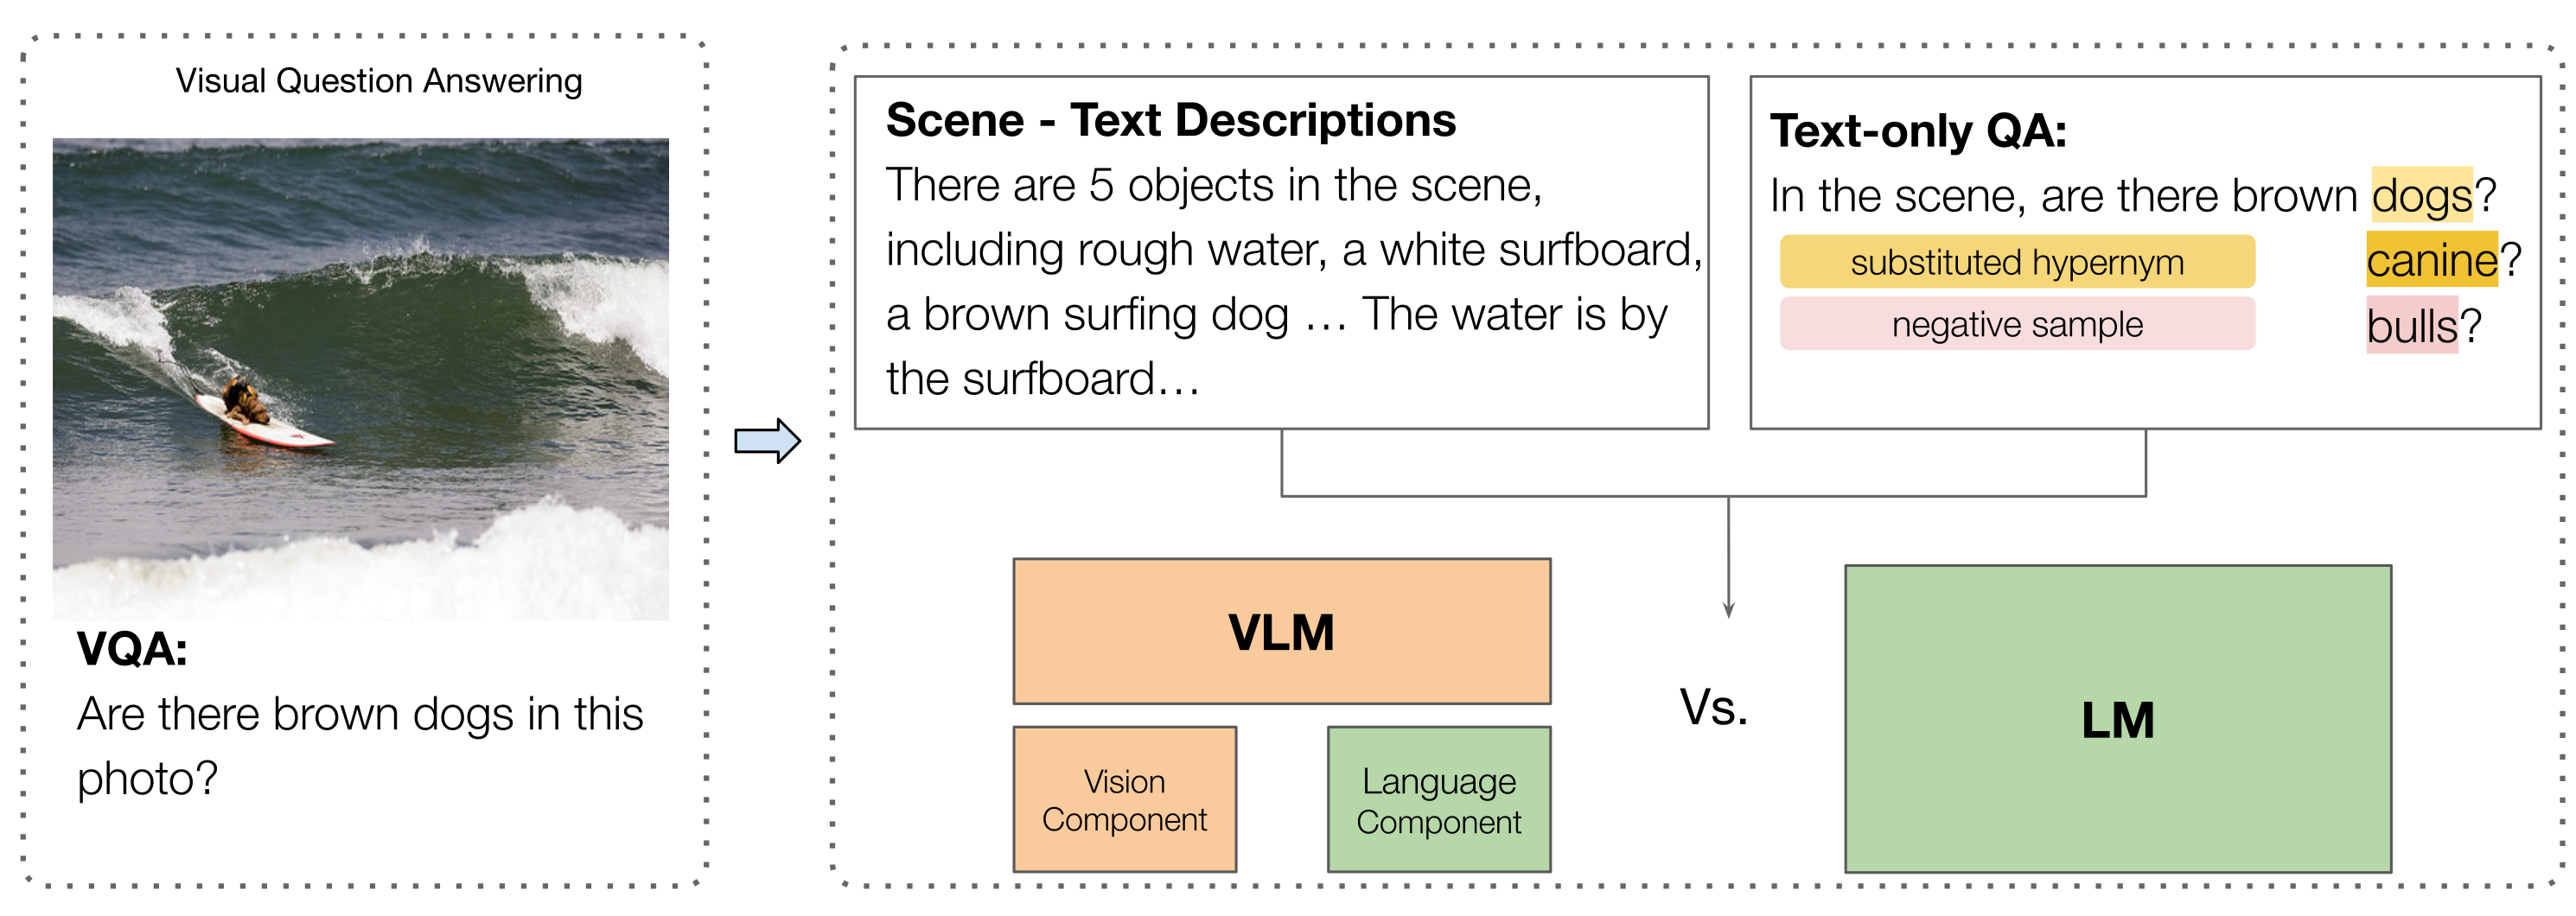 Visual Question Answering
VQA:
Are there brown dogs in this
photo?
Scene - Text Descriptions
There are 5 objects in the scene,
including rough water, a white surfboard,
a brown surfing dog … The water is by
the surfboard…
Text-only QA:
In the scene, are there brown dogs?
substituted hypernym canine?
negative sample bulls?
VLM
Vision
Component
Language
Component
Vs.
LM